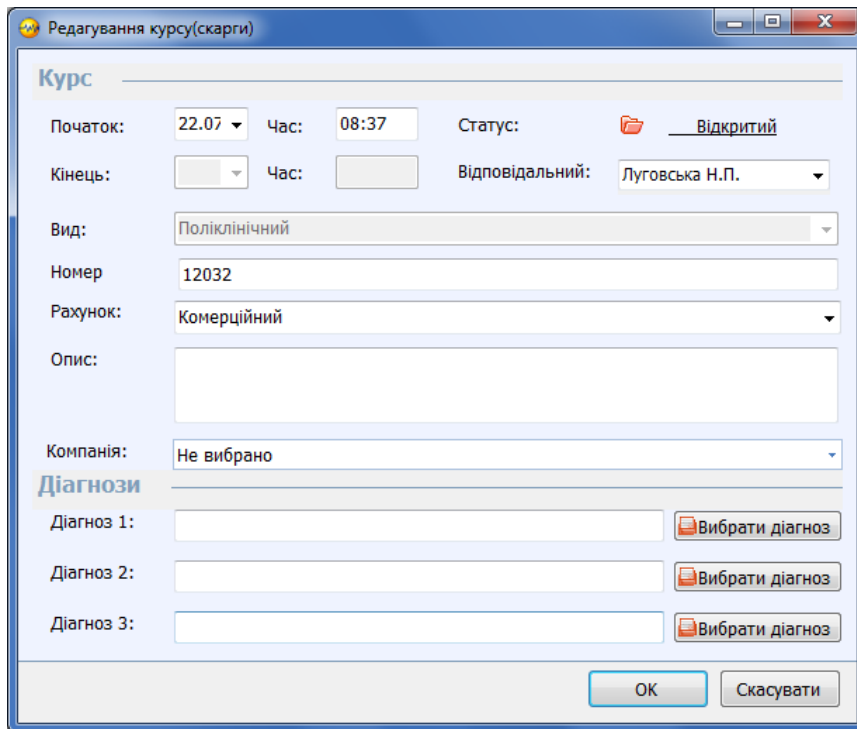 Редагування курсу(скарги)
Курс
Початок: 22.07 Час: 08:37 Статус: Відкритий
Кінець: Час: Відповідальний: Луговська Н.П.
Вид: Поліклінічний
Номер 12032
Рахунок: Комерційний
Опис:
Компанія: Не вибрано
Діагнози
Діагноз 1: Вибрати діагноз
Діагноз 2: Вибрати діагноз
Діагноз 3: Вибрати діагноз
ОК Скасувати